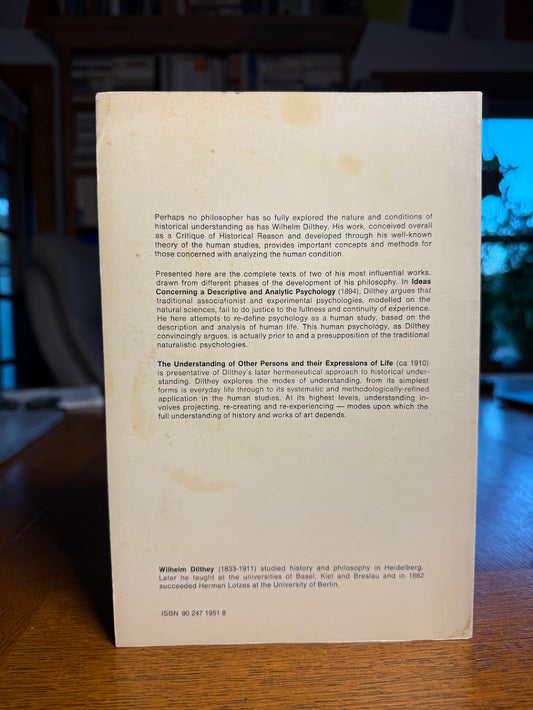 Perhaps no philosopher has so fully explored the nature and conditions of
historical understanding as has Wilhelm Dilthey. His work, conceived overall
as a Critique of Historical Reason and developed through his well-known
theory of the human studies, provides important concepts and methods for
those concerned with analyzing the human condition.
Presented here are the complete texts of two of his most influential works,
drawn from different phases of the development of his philosophy. In Ideas
Concerning a Descriptive and Analytic Psychology (1894), Dilthey argues that
traditional associationist and experimental psychologies, modelled on the
natural sciences, fail to do justice to the fullness and continuity of experience.
He here attempts to re-define psychology as a human study, based on the
description and analysis of human life. This human psychology, as Dilthey
convincingly argues, is actually prior to and a presupposition of the traditional
naturalistic psychologies.
The Understanding of Other Persons and their Expressions of Life (ca 1910)
is presentative of Dilthey's later hermeneutical approach to historical under-
standing. Dilthey explores the modes of understanding, from its simplest
forms is everyday life through to its systematic and methodologically-refined
application in the human studies. At its highest levels, understanding in-
volves projecting, re-creating and re-experiencing — modes upon which the
full understanding of history and works of art depends.
Wilhelm Dilthey (1833-1911) studied history and philosophy in Heidelberg.
Later he taught at the universities of Basel, Kiel and Breslau and in 1882
succeeded Herman Lotzes at the University of Berlin.
ISBN 90 247 1951 8